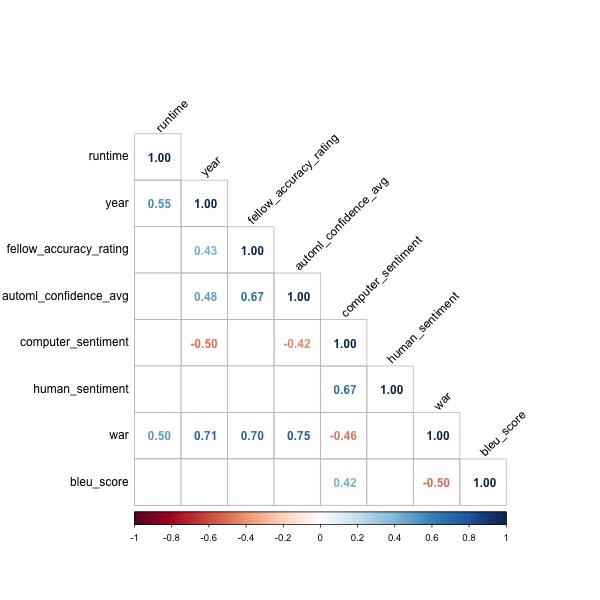 runtime
year
fellow_accuracy_rating
automl_confidence_avg
computer_sentiment
human_sentiment
war
bleu_score
runtime 1.00
year 0.55 1.00
fellow_accuracy_rating 0.43 1.00
automl_confidence_avg 0.48 0.67 1.00
computer_sentiment -0.50 -0.42 1.00
human_sentiment 0.67 1.00
war 0.50 0.71 0.70 0.75 -0.46 1.00
bleu_score 0.42 -0.50 1.00
-1 -0.8 -0.6 -0.4 -0.2 0 0.2 0.4 0.6 0.8 1